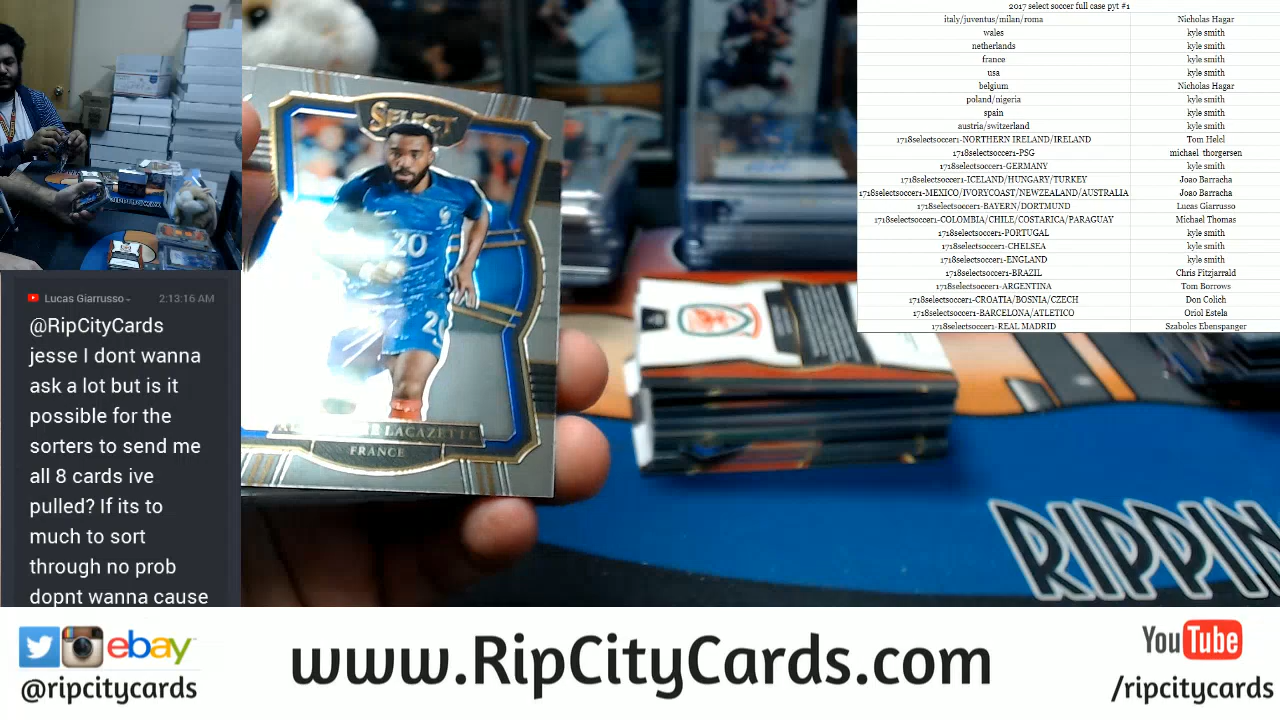 2017 select soccer full case pyt #1
italy/juventus/milan/roma Nicholas Hagar
wales kyle smith
netherlands kyle smith
france kyle smith
usa kyle smith
belgium Nicholas Hagar
poland/nigeria kyle smith
spain kyle smith
austria/switzerland kyle smith
1718selectsoccer1-NORTHERN IRELAND/IRELAND Tom Helcl
1718selectsoccer1-PSG michael thorgersen
1718selectsoccer1-GERMANY kyle smith
1718selectsoccer1-ICELAND/HUNGARY/TURKEY Joao Barracha
1718selectsoccer1-MEXICO/IVORYCOAST/NEWZEALAND/AUSTRALIA Joao Barracha
1718selectsoccer1-BAYERN/DORTMUND Lucas Giarrusso
1718selectsoccer1-COLOMBIA/CHILE/COSTARICA/PARAGUAY Michael Thomas
1718selectsoccer1-PORTUGAL kyle smith
1718selectsoccer1-CHELSEA kyle smith
1718selectsoccer1-ENGLAND kyle smith
1718selectsoccer1-BRAZIL Chris Fitzjarrald
1718selectsoccer1-ARGENTINA Tom Borrows
1718selectsoccer1-CROATIA/BOSNIA/CZECH Don Colich
1718selectsoccer1-BARCELONA/ATLETICO Oriol Estela
1718selectsoccer1-REAL MADRID Szabolcs Ebenspanger
SELECT
20
LACAZETTE
FRANCE
Lucas Giarrusso 2:13:16 AM
@RipCityCards
jesse I dont wanna
ask a lot but is it
possible for the
sorters to send me
all 8 cards ive
pulled? If its to
much to sort
through no prob
dopnt wanna cause
RIPPIN
ebay
@ripcitycards
www.RipCityCards.com
YouTube
/ripcitycards